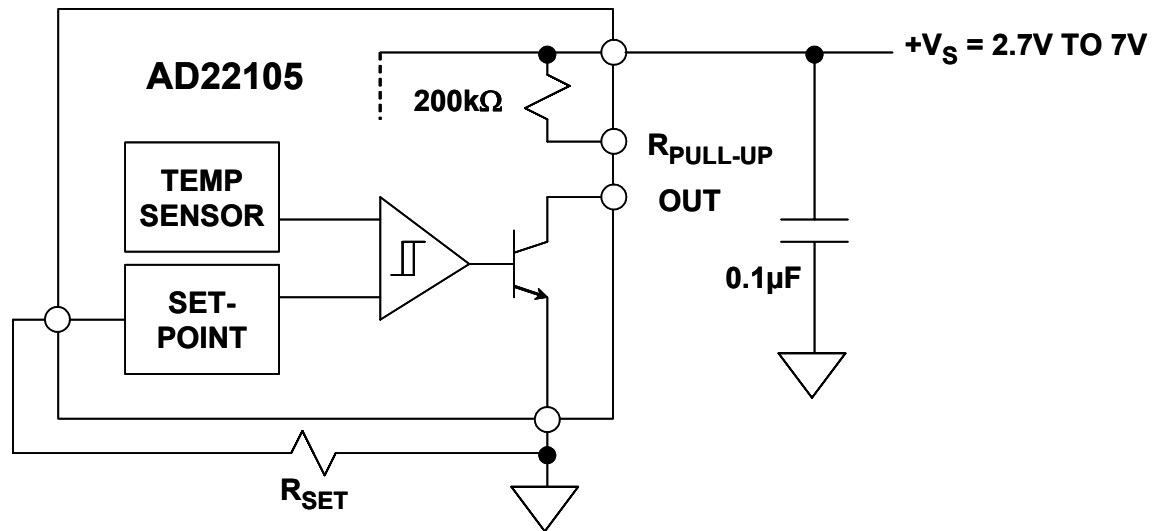 +VS = 2.7V TO 7V
AD22105
200kΩ
RPULL-UP
TEMP
SENSOR
OUT
SET-
POINT
0.1µF
RSET